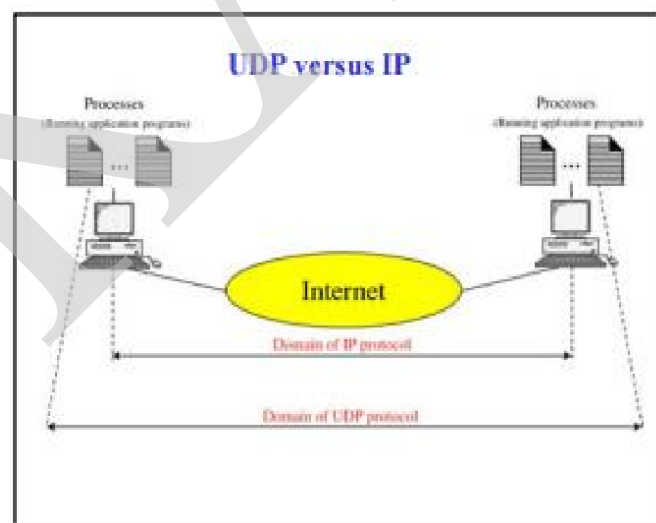 UDP versus IP
Processes
(Running application programs)
Processes
(Running application programs)
...
...
Internet
Domain of IP protocol
Domain of UDP protocol